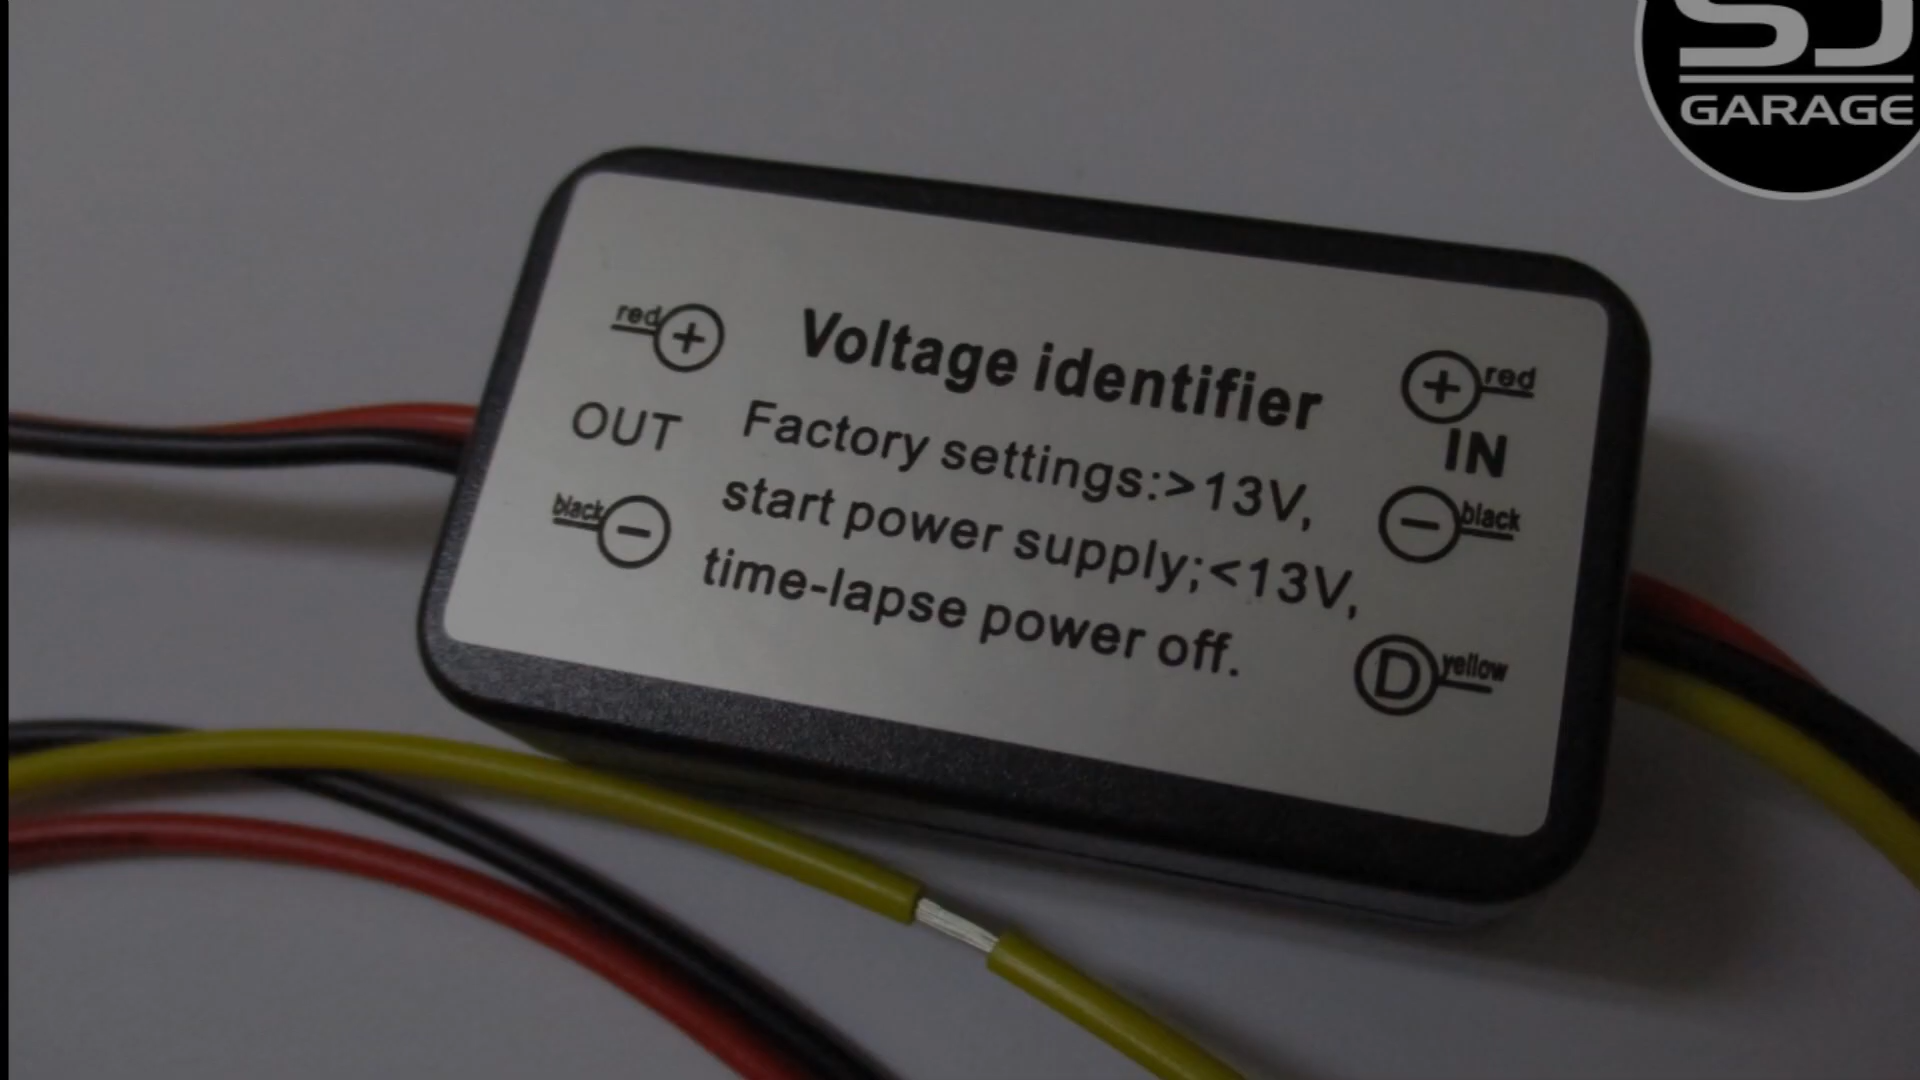 SJ
GARAGE
red +
Voltage identifier
+ red
OUT
Factory settings:>13V,
IN
black −
start power supply;<13V,
− black
time-lapse power off.
D yellow